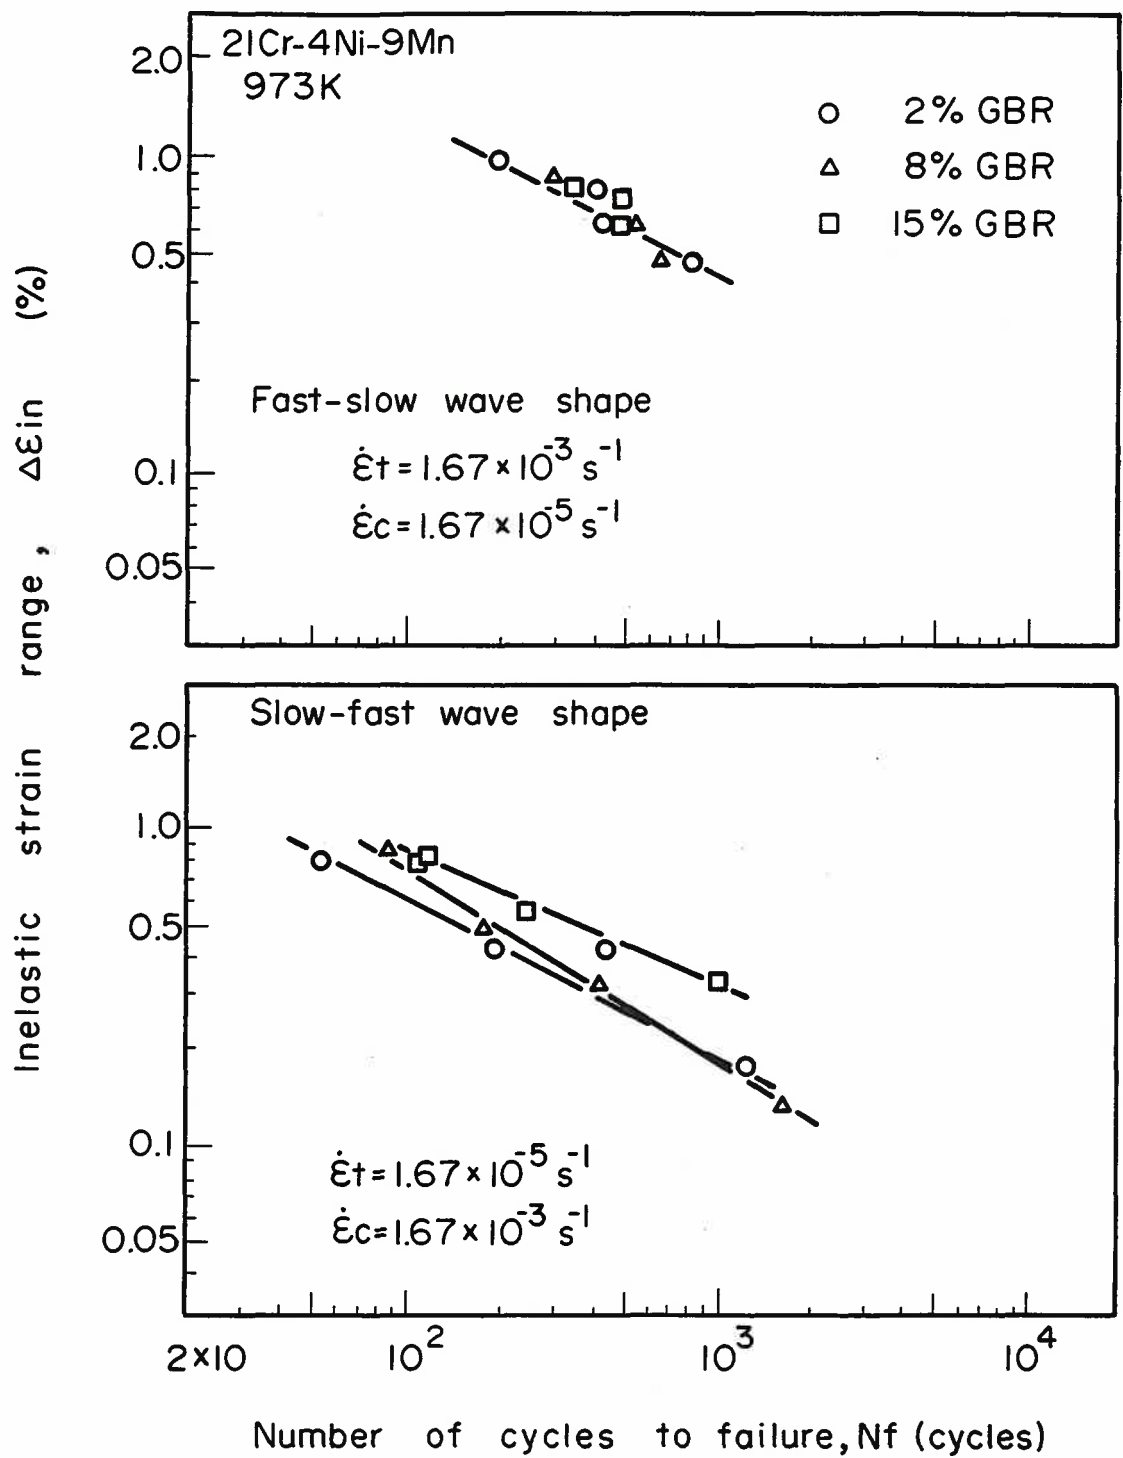 21Cr-4Ni-9Mn
973K
2% GBR
8% GBR
15% GBR
2.0
1.0
0.5
0.1
0.05
Fast-slow wave shape
ε̇t=1.67×10⁻³ s⁻¹
ε̇c=1.67×10⁻⁵ s⁻¹
Inelastic strain range, Δεin (%)
Slow-fast wave shape
2.0
1.0
0.5
0.1
0.05
ε̇t=1.67×10⁻⁵ s⁻¹
ε̇c=1.67×10⁻³ s⁻¹
2×10 10² 10³ 10⁴
Number of cycles to failure, Nf (cycles)